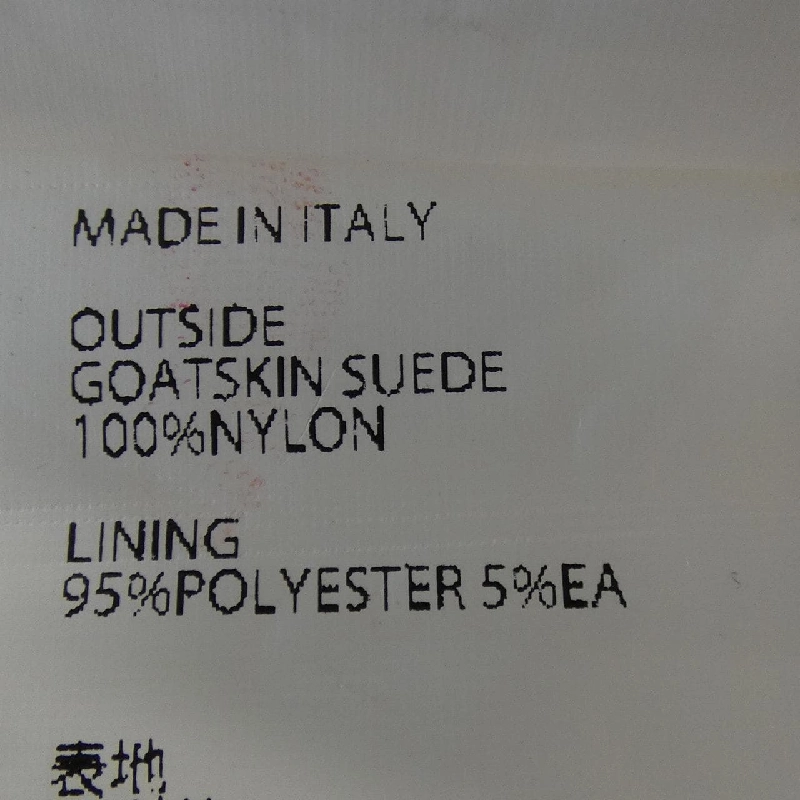 MADE IN ITALY
OUTSIDE
GOATSKIN SUEDE
100%NYLON
LINING
95%POLYESTER 5%EA
表地